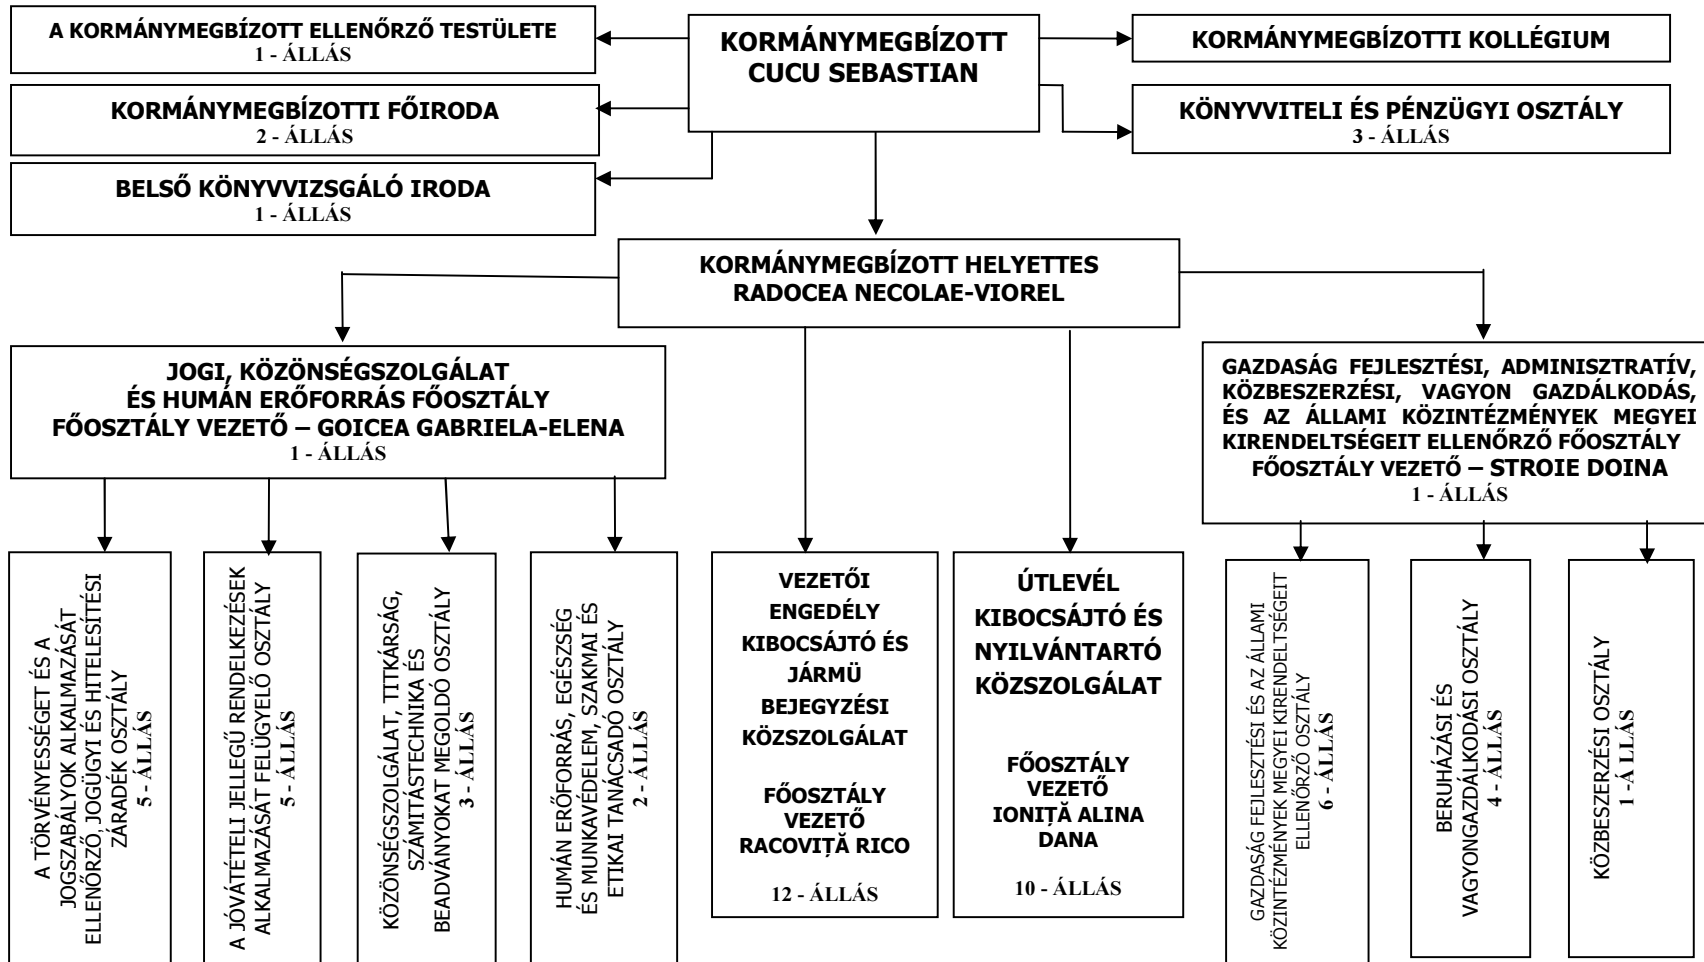 A KORMÁNYMEGBÍZOTT ELLENŐRZŐ TESTÜLETE
1 - ÁLLÁS
KORMÁNYMEGBÍZOTT
CUCU SEBASTIAN
KORMÁNYMEGBÍZOTTI KOLLÉGIUM
KORMÁNYMEGBÍZOTTI FŐIRODA
2 - ÁLLÁS
KÖNYVVITELI ÉS PÉNZÜGYI OSZTÁLY
3 - ÁLLÁS
BELSŐ KÖNYVVIZSGÁLÓ IRODA
1 - ÁLLÁS
KORMÁNYMEGBÍZOTT HELYETTES
RADOCEA NECOLAE-VIOREL
JOGI, KÖZÖNSÉGSZOLGÁLAT
ÉS HUMÁN ERŐFORRÁS FŐOSZTÁLY
FŐOSZTÁLY VEZETŐ – GOICEA GABRIELA-ELENA
1 - ÁLLÁS
GAZDASÁG FEJLESZTÉSI, ADMINISZTRATÍV,
KÖZBESZERZÉSI, VAGYON GAZDÁLKODÁS,
ÉS AZ ÁLLAMI KÖZINTÉZMÉNYEK MEGYEI
KIRENDELTSÉGEIT ELLENŐRZŐ FŐOSZTÁLY
FŐOSZTÁLY VEZETŐ – STROIE DOINA
1 - ÁLLÁS
A TÖRVÉNYESSÉGET ÉS A
JOGSZABÁLYOK ALKALMAZÁSÁT
ELLENŐRZŐ, JOGÜGYI ÉS HITELESÍTÉSI
ZÁRADÉK OSZTÁLY
5 - ÁLLÁS
A JÓVÁTÉTELI JELLEGŰ RENDELKEZÉSEK
ALKALMAZÁSÁT FELÜGYELŐ OSZTÁLY
5 - ÁLLÁS
KÖZÖNSÉGSZOLGÁLAT, TITKÁRSÁG,
SZÁMITÁSTECHNIKA ÉS
BEADVÁNYOKAT MEGOLDÓ OSZTÁLY
3 - ÁLLÁS
HUMÁN ERŐFORRÁS, EGÉSZSÉG
ÉS MUNKAVÉDELEM, SZAKMAI ÉS
ETIKAI TANÁCSADÓ OSZTÁLY
2 - ÁLLÁS
VEZETŐI
ENGEDÉLY
KIBOCSÁJTÓ ÉS
JÁRMÜ
BEJEGYZÉSI
KÖZSZOLGÁLAT
FŐOSZTÁLY
VEZETŐ
RACOVIȚĂ RICO
12 - ÁLLÁS
ÚTLEVÉL
KIBOCSÁJTÓ ÉS
NYILVÁNTARTÓ
KÖZSZOLGÁLAT
FŐOSZTÁLY
VEZETŐ
IONIȚĂ ALINA
DANA
10 - ÁLLÁS
GAZDASÁG FEJLESZTÉSI ÉS AZ ÁLLAMI
KÖZINTÉZMÉNYEK MEGYEI KIRENDELTSÉGEIT
ELLENŐRZŐ OSZTÁLY
6 - ÁLLÁS
BERUHÁZÁSI ÉS
VAGYONGAZDÁLKODÁSI OSZTÁLY
4 - ÁLLÁS
KÖZBESZERZÉSI OSZTÁLY
1 -ÁLLÁS